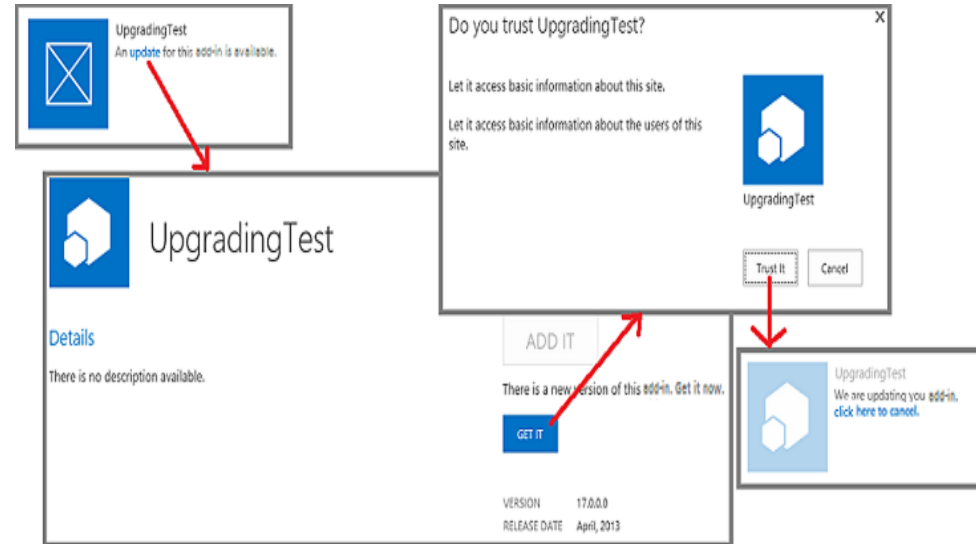 UpgradingTest
An update for this add-in is available.
UpgradingTest
Details
There is no description available.
ADD IT
There is a new version of this add-in. Get it now.
GET IT
VERSION 17.0.0.0
RELEASE DATE April, 2013
Do you trust UpgradingTest?
X
Let it access basic information about this site.
Let it access basic information about the users of this
site.
UpgradingTest
Trust It Cancel
UpgradingTest
We are updating you add-in.
click here to cancel.